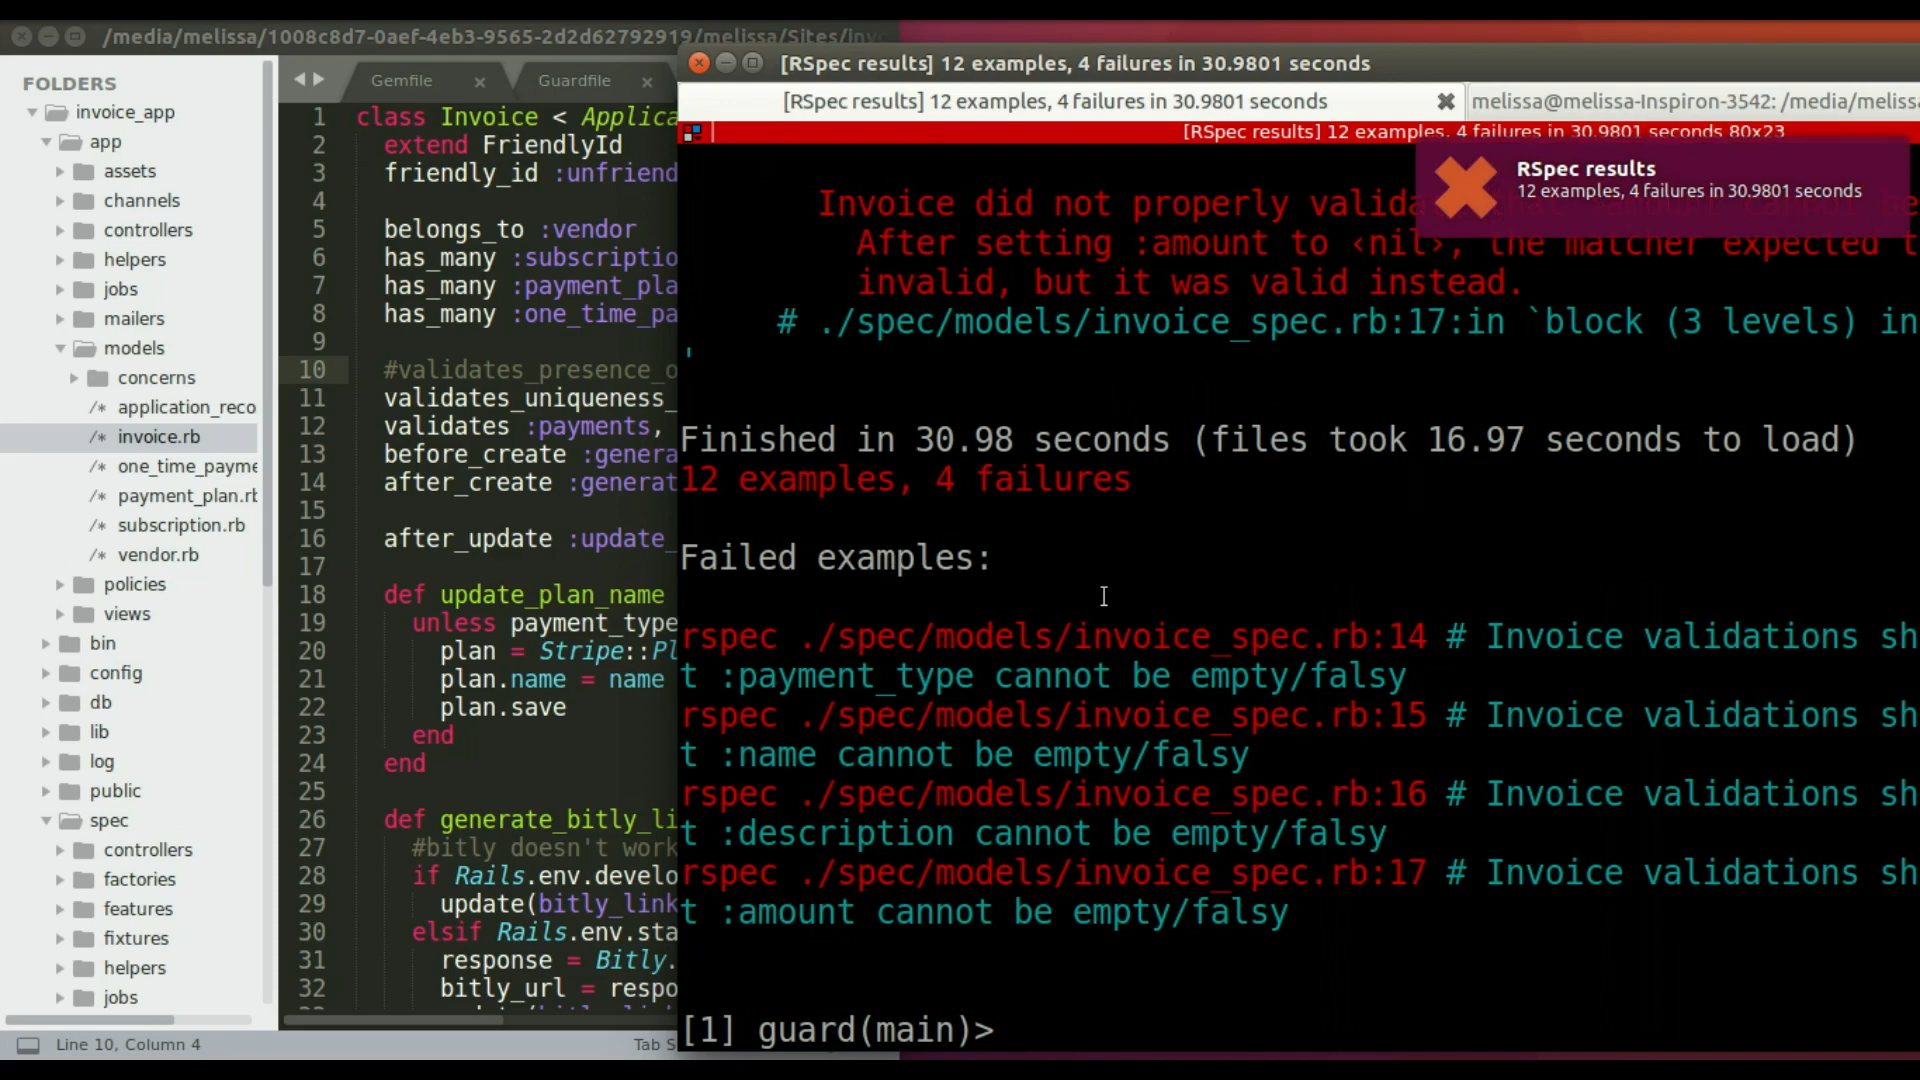 /media/melissa/1008c8d7-0aef-4eb3-9565-2d2d62792919/melissa/Sites/inv
FOLDERS
invoice_app
app
assets
channels
controllers
helpers
jobs
mailers
models
concerns
/* application_reco
/* invoice.rb
/* one_time_payme
/* payment_plan.rb
/* subscription.rb
/* vendor.rb
policies
views
bin
config
db
lib
log
public
spec
controllers
factories
features
fixtures
helpers
jobs
Gemfile
Guardfile
1 class Invoice < Applica
2 extend FriendlyId
3 friendly_id :unfriend
4
5 belongs_to :vendor
6 has_many :subscriptio
7 has_many :payment_pla
8 has_many :one_time_pa
9
10 #validates_presence_o
11 validates_uniqueness_
12 validates :payments,
13 before_create :genera
14 after_create :generat
15
16 after_update :update_
17
18 def update_plan_name
19 unless payment_type
20 plan = Stripe::Pl
21 plan.name = name
22 plan.save
23 end
24 end
25
26 def generate_bitly_li
27 #bitly doesn't work
28 if Rails.env.develo
29 update(bitly_link
30 elsif Rails.env.sta
31 response = Bitly.
32 bitly_url = respo
Line 10, Column 4
Tab S
[RSpec results] 12 examples, 4 failures in 30.9801 seconds
[RSpec results] 12 examples, 4 failures in 30.9801 seconds
melissa@melissa-Inspiron-3542: /media/meliss
[RSpec results] 12 examples, 4 failures in 30.9801 seconds 80x23
RSpec results
12 examples, 4 failures in 30.9801 seconds
Invoice did not properly valida
After setting :amount to ‹nil›, the matcher expected t
invalid, but it was valid instead.
# ./spec/models/invoice_spec.rb:17:in `block (3 levels) in
'
Finished in 30.98 seconds (files took 16.97 seconds to load)
12 examples, 4 failures
Failed examples:
rspec ./spec/models/invoice_spec.rb:14 # Invoice validations sh
t :payment_type cannot be empty/falsy
rspec ./spec/models/invoice_spec.rb:15 # Invoice validations sh
t :name cannot be empty/falsy
rspec ./spec/models/invoice_spec.rb:16 # Invoice validations sh
t :description cannot be empty/falsy
rspec ./spec/models/invoice_spec.rb:17 # Invoice validations sh
t :amount cannot be empty/falsy
[1] guard(main)>